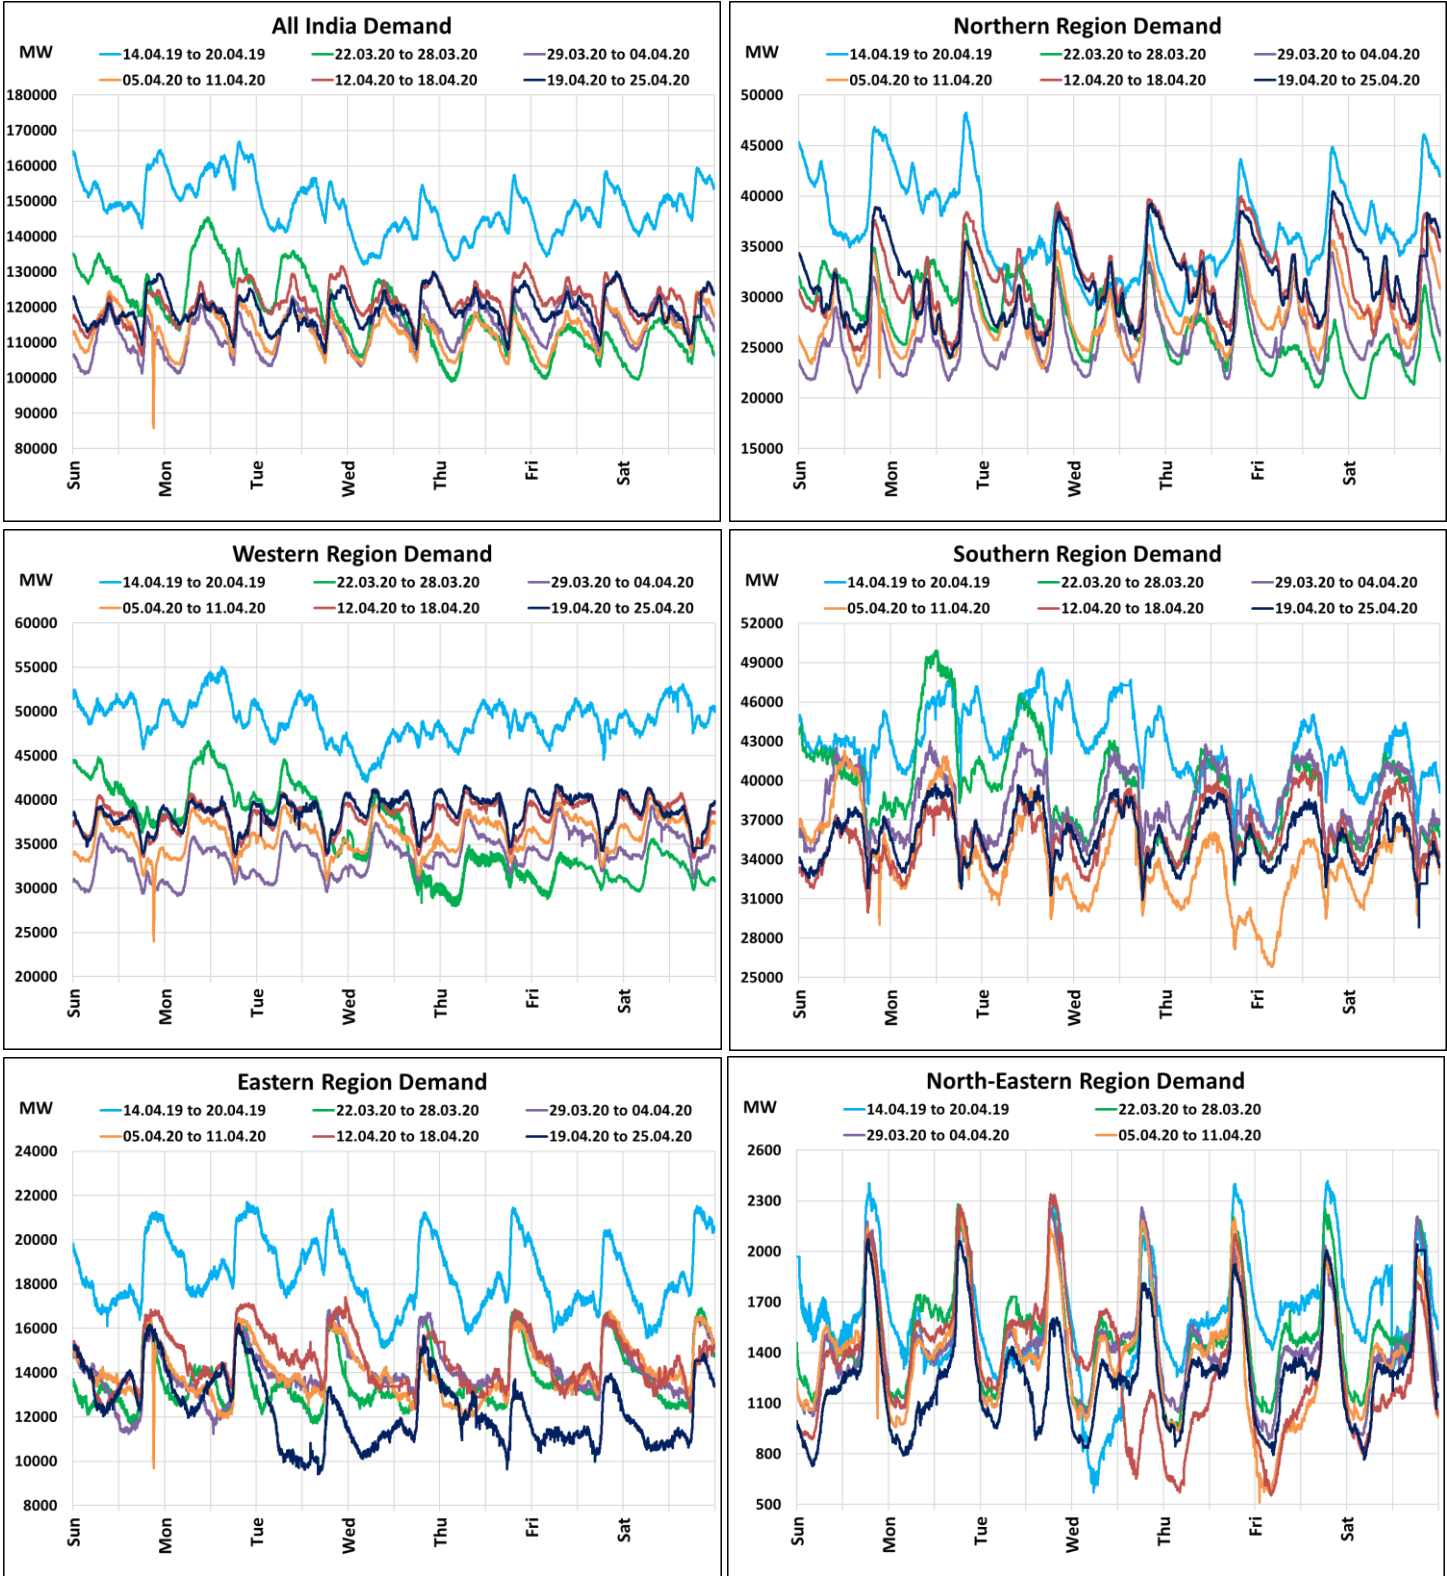 All India Demand
MW
14.04.19 to 20.04.19 22.03.20 to 28.03.20 29.03.20 to 04.04.20
05.04.20 to 11.04.20 12.04.20 to 18.04.20 19.04.20 to 25.04.20
180000
170000
160000
150000
140000
130000
120000
110000
100000
90000
80000
Sun Mon Tue Wed Thu Fri Sat
Northern Region Demand
MW
14.04.19 to 20.04.19 22.03.20 to 28.03.20 29.03.20 to 04.04.20
05.04.20 to 11.04.20 12.04.20 to 18.04.20 19.04.20 to 25.04.20
50000
45000
40000
35000
30000
25000
20000
15000
Sun Mon Tue Wed Thu Fri Sat
Western Region Demand
MW
14.04.19 to 20.04.19 22.03.20 to 28.03.20 29.03.20 to 04.04.20
05.04.20 to 11.04.20 12.04.20 to 18.04.20 19.04.20 to 25.04.20
60000
55000
50000
45000
40000
35000
30000
25000
20000
Sun Mon Tue Wed Thu Fri Sat
Southern Region Demand
MW
14.04.19 to 20.04.19 22.03.20 to 28.03.20 29.03.20 to 04.04.20
05.04.20 to 11.04.20 12.04.20 to 18.04.20 19.04.20 to 25.04.20
52000
49000
46000
43000
40000
37000
34000
31000
28000
25000
Sun Mon Tue Wed Thu Fri Sat
Eastern Region Demand
MW
14.04.19 to 20.04.19 22.03.20 to 28.03.20 29.03.20 to 04.04.20
05.04.20 to 11.04.20 12.04.20 to 18.04.20 19.04.20 to 25.04.20
24000
22000
20000
18000
16000
14000
12000
10000
8000
Sun Mon Tue Wed Thu Fri Sat
North-Eastern Region Demand
MW
14.04.19 to 20.04.19 22.03.20 to 28.03.20
29.03.20 to 04.04.20 05.04.20 to 11.04.20
2600
2300
2000
1700
1400
1100
800
500
Sun Mon Tue Wed Thu Fri Sat